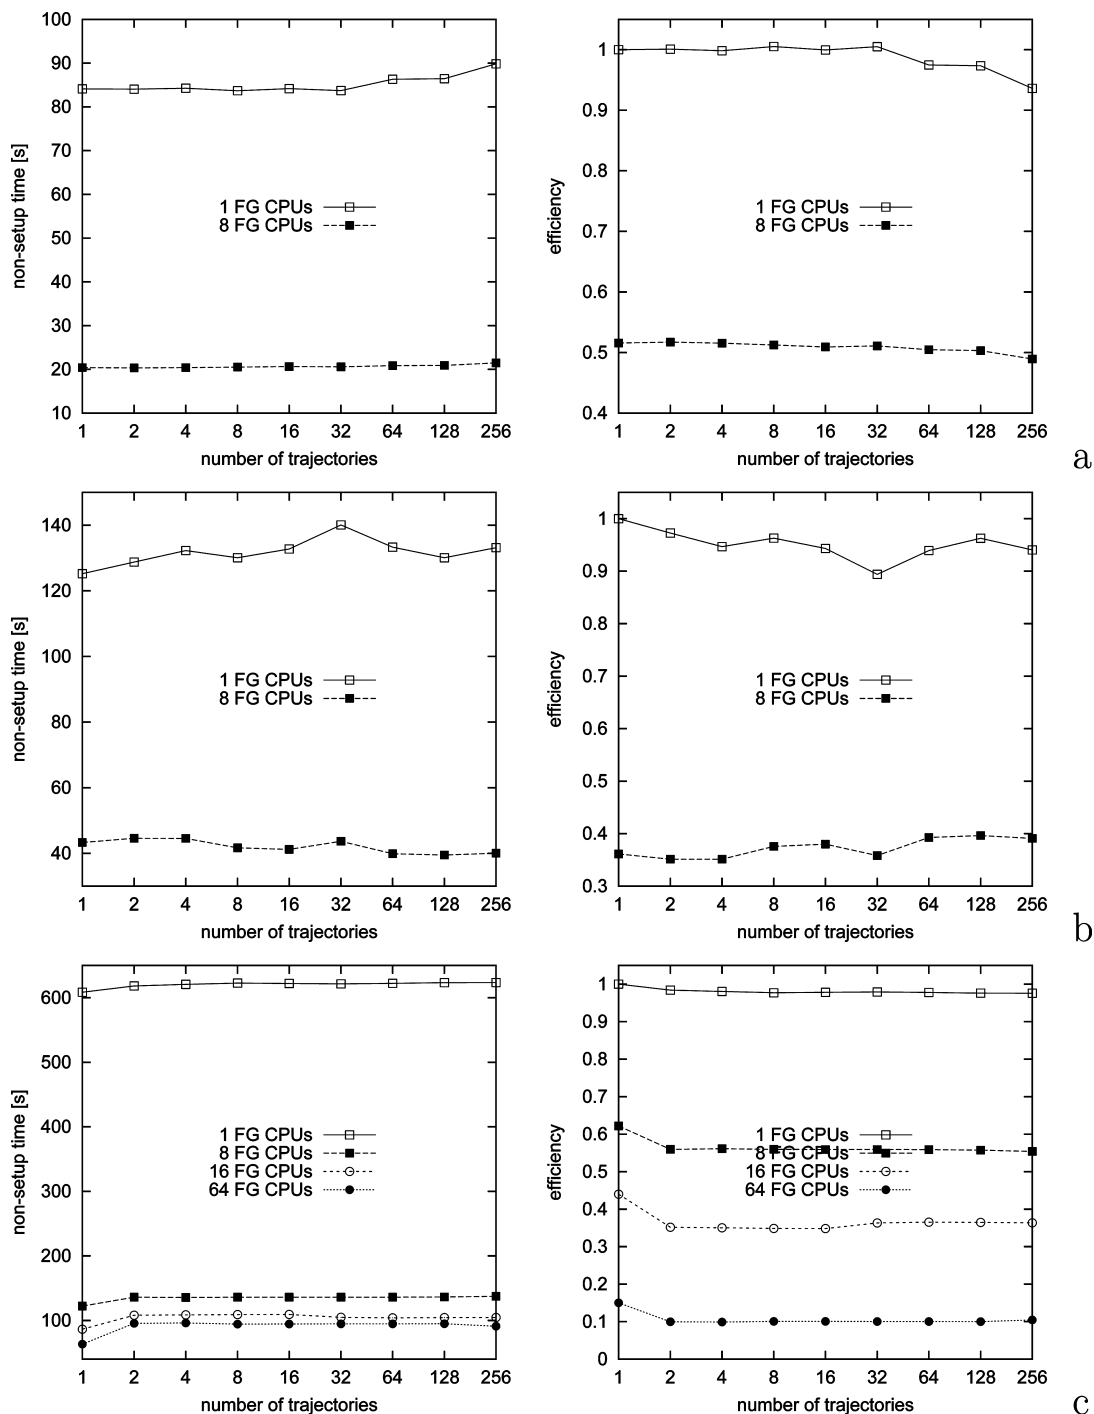 100
90
80
70
60
50
40
30
20
10
non-setup time [s]
1 FG CPUs
8 FG CPUs
1 2 4 8 16 32 64 128 256
number of trajectories
1
0.9
0.8
0.7
0.6
0.5
0.4
efficiency
1 FG CPUs
8 FG CPUs
1 2 4 8 16 32 64 128 256
number of trajectories
a
140
120
100
80
60
40
non-setup time [s]
1 FG CPUs
8 FG CPUs
1 2 4 8 16 32 64 128 256
number of trajectories
1
0.9
0.8
0.7
0.6
0.5
0.4
0.3
efficiency
1 FG CPUs
8 FG CPUs
1 2 4 8 16 32 64 128 256
number of trajectories
b
600
500
400
300
200
100
non-setup time [s]
1 FG CPUs
8 FG CPUs
16 FG CPUs
64 FG CPUs
1 2 4 8 16 32 64 128 256
number of trajectories
1
0.9
0.8
0.7
0.6
0.5
0.4
0.3
0.2
0.1
0
efficiency
1 FG CPUs
8 FG CPUs
16 FG CPUs
64 FG CPUs
1 2 4 8 16 32 64 128 256
number of trajectories
c